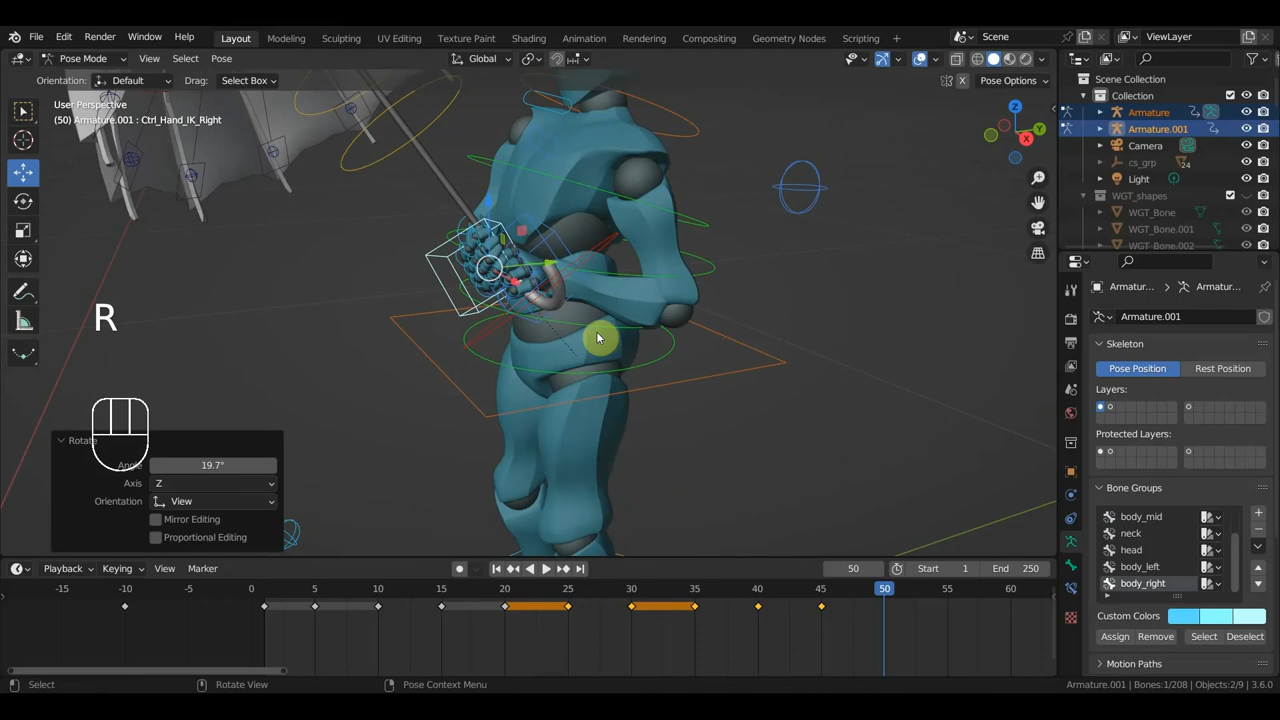 File Edit Render Window Help Layout Modeling Sculpting UV Editing Texture Paint Shading Animation Rendering Compositing Geometry Nodes Scripting + Scene ViewLayer
Pose Mode View Select Pose Global
Orientation: Default Drag: Select Box Pose Options
Scene Collection
Collection
Armature
Armature.001
Camera
cs_grp 24
Light
WGT_shapes
WGT_Bone
WGT_Bone.001
WGT_Bone.002
User Perspective
(50) Armature.001 : Ctrl_Hand_IK_Right
Z
Y
X
R
Armatur... Armatur...
Armature.001
Skeleton
Pose Position Rest Position
Layers:
Protected Layers:
Bone Groups
body_mid
neck
head
body_left
body_right
Custom Colors
Assign Remove Select Deselect
Motion Paths
Rotate
Angle 19.7°
Axis Z
Orientation View
Mirror Editing
Proportional Editing
Playback Keying View Marker 50 Start 1 End 250
-15 -10 -5 0 5 10 15 20 25 30 35 40 45 50 60
Select Rotate View Pose Context Menu Armature.001 | Bones:1/208 | Objects:2/9 | 3.6.0